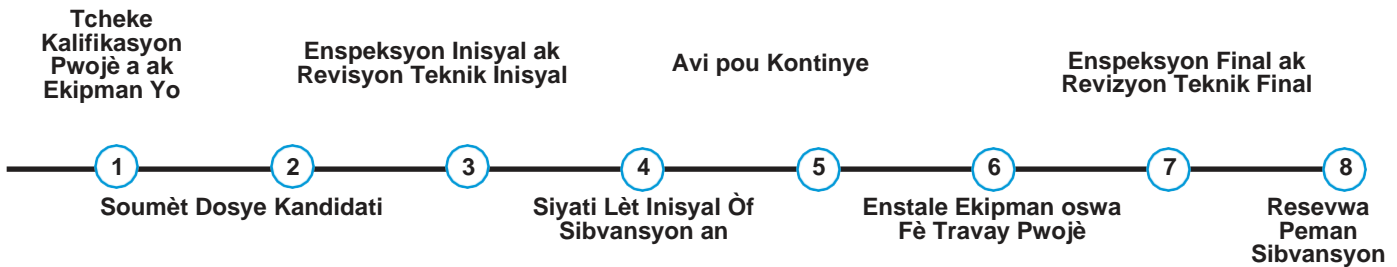 Tcheke
Kalifikasyon
Pwojè a ak
Ekipman Yo
Enspeksyon Inisyal ak
Revisyon Teknik Inisyal
Avi pou Kontinye
Enspeksyon Final ak
Revizyon Teknik Final
1
2
3
4
5
6
7
8
Soumèt Dosye Kandidati
Siyati Lèt Inisyal Òf
Sibvansyon an
Enstale Ekipman oswa
Fè Travay Pwojè
Resevwa
Peman
Sibvansyon